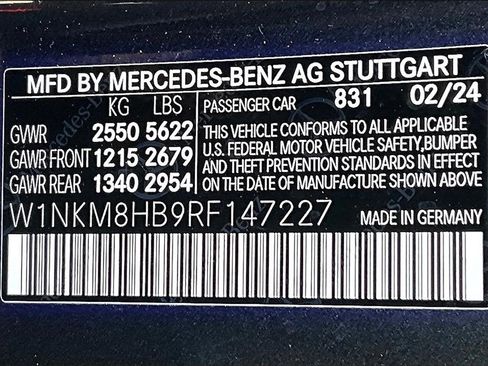 MFD BY MERCEDES-BENZ AG STUTTGART
KG LBS PASSENGER CAR 831 02/24
GVWR 2550 5622
GAWR FRONT 1215 2679
GAWR REAR 1340 2954
THIS VEHICLE CONFORMS TO ALL APPLICABLE
U.S. FEDERAL MOTOR VEHICLE SAFETY,BUMPER
AND THEFT PREVENTION STANDARDS IN EFFECT
ON THE DATE OF MANUFACTURE SHOWN ABOVE
W1NKM8HB9RF147227 MADE IN GERMANY